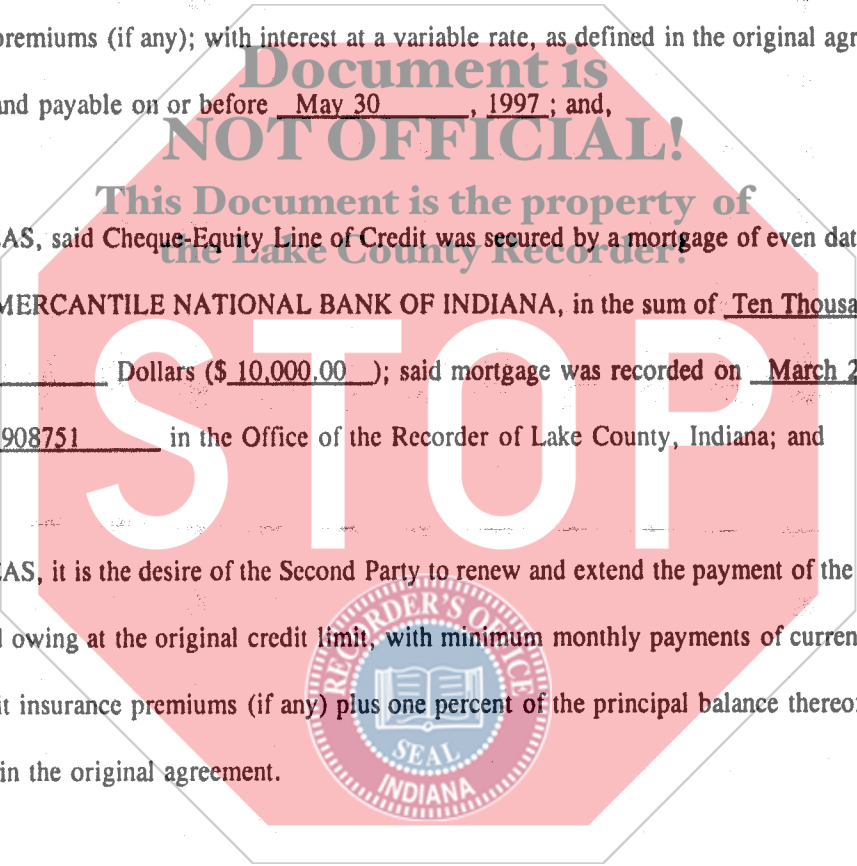 premiums (if any); with interest at a variable rate, as defined in the original agr
Document is
and payable on or before May 30, 1997; and,
NOT OFFICIAL!
This Document is the property of
EAS, said Cheque-Equity Line of Credit was secured by a mortgage of even dat
the Lake County Recorder!
MERCANTILE NATIONAL BANK OF INDIANA, in the sum of Ten Thousa
Dollars ($ 10,000.00 ); said mortgage was recorded on March 2
908751 in the Office of the Recorder of Lake County, Indiana; and
STOP
EAS, it is the desire of the Second Party to renew and extend the payment of the
d owing at the original credit limit, with minimum monthly payments of curren
it insurance premiums (if any) plus one percent of the principal balance thereo
in the original agreement.
RECORDER'S OFFICE
SEAL
INDIANA